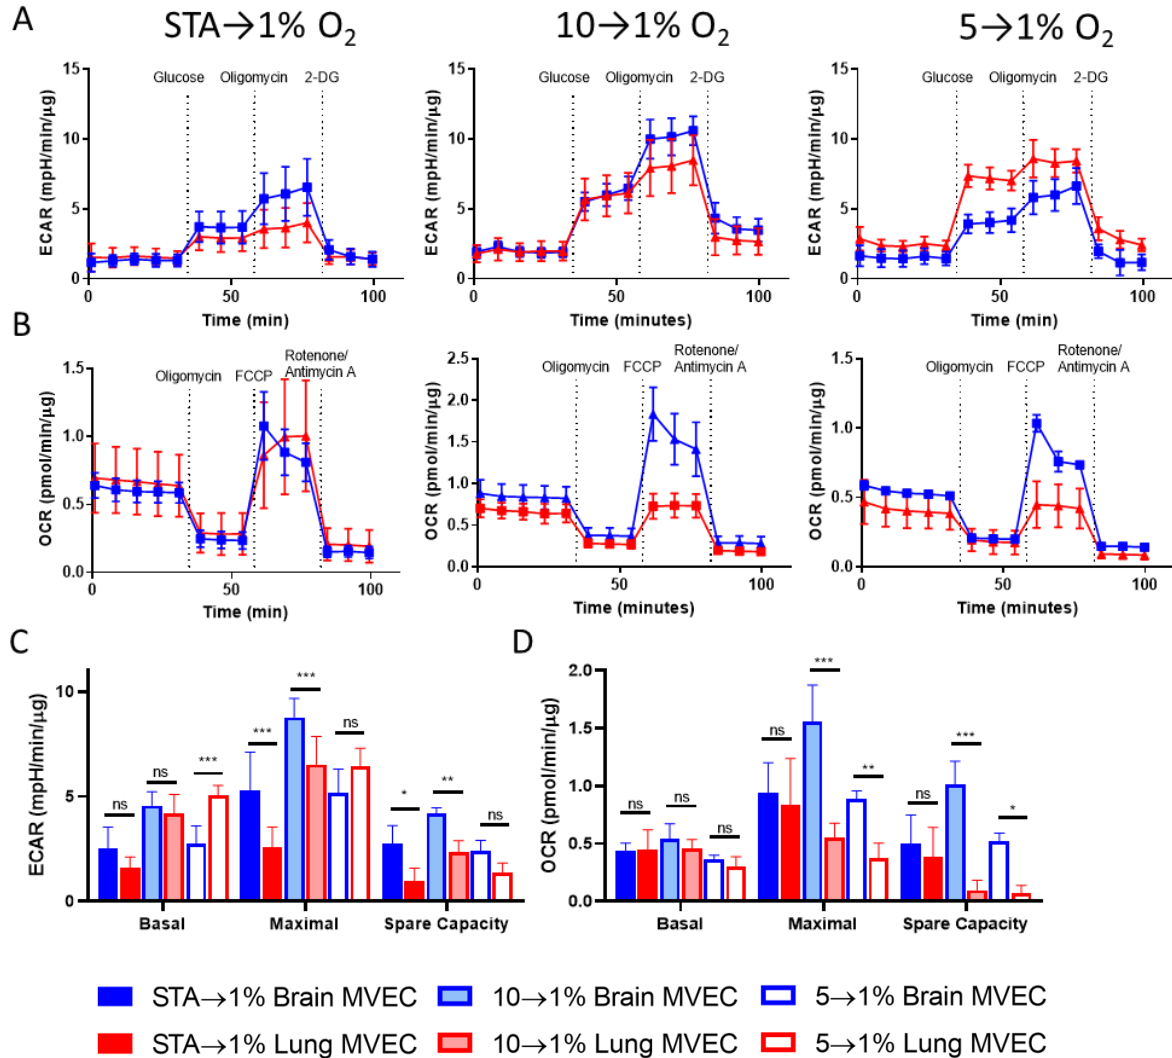 A
STA→1% O₂
10→1% O₂
5→1% O₂
Glucose Oligomycin 2-DG
15
10
5
0
ECAR (mpH/min/μg)
0 50 100
Time (min)
Glucose Oligomycin 2-DG
15
10
5
0
ECAR (mpH/min/μg)
0 50 100
Time (minutes)
Glucose Oligomycin 2-DG
15
10
5
0
ECAR (mpH/min/μg)
0 50 100
Time (min)
B
Rotenone/
Oligomycin FCCP Antimycin A
1.5
1.0
0.5
0.0
OCR (pmol/min/μg)
0 50 100
Time (min)
Rotenone/
Oligomycin FCCP Antimycin A
2.5
2.0
1.5
1.0
0.5
0.0
OCR (pmol/min/μg)
0 50 100
Time (minutes)
Rotenone/
Oligomycin FCCP Antimycin A
1.5
1.0
0.5
0.0
OCR (pmol/min/μg)
0 50 100
Time (minutes)
C
10
5
0
ECAR (mpH/min/μg)
ns ns *** *** *** ns * ** ns
Basal Maximal Spare Capacity
D
2.0
1.5
1.0
0.5
0.0
OCR (pmol/min/μg)
ns ns ns ns *** ** ns *** *
Basal Maximal Spare Capacity
STA→1% Brain MVEC 10→1% Brain MVEC 5→1% Brain MVEC
STA→1% Lung MVEC 10→1% Lung MVEC 5→1% Lung MVEC